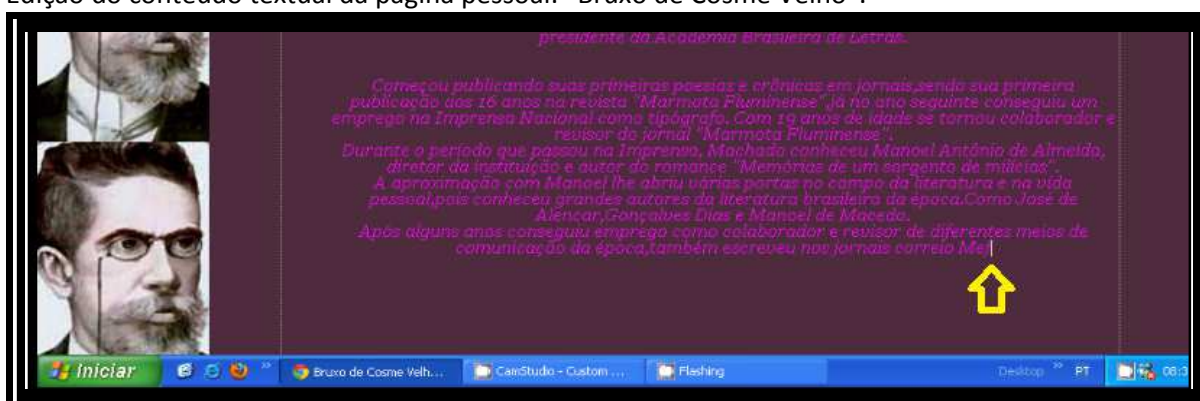 Edição do conteúdo textual da página pessoal: "Bruxo de Cosme Velho".
presidente da Academia Brasileira de Letras.
Começou publicando suas primeiras poesias e crônicas em jornais,sendo sua primeira
publicação aos 16 anos na revista "Marmota Fluminense",já no ano seguinte conseguiu um
emprego na Imprensa Nacional como tipógrafo. Com 19 anos de idade se tornou colaborador e
revisor do jornal "Marmota Fluminense".
Durante o período que passou na Imprensa, Machado conheceu Manoel Antônio de Almeida,
diretor da instituição e autor do romance "Memórias de um sargento de milícias".
A aproximação com Manoel lhe abriu várias portas no campo da literatura e na vida
pessoal,pois conheceu grandes autores da literatura brasileira da época.Como José de
Alencar,Gonçalves Dias e Manoel de Macedo.
Após alguns anos conseguiu emprego como colaborador e revisor de diferentes meios de
comunicação da época,também escreveu nos jornais correio Me
Iniciar Bruxo de Cosme Velh... CamStudio - Custom ... Flashing Desktop PT